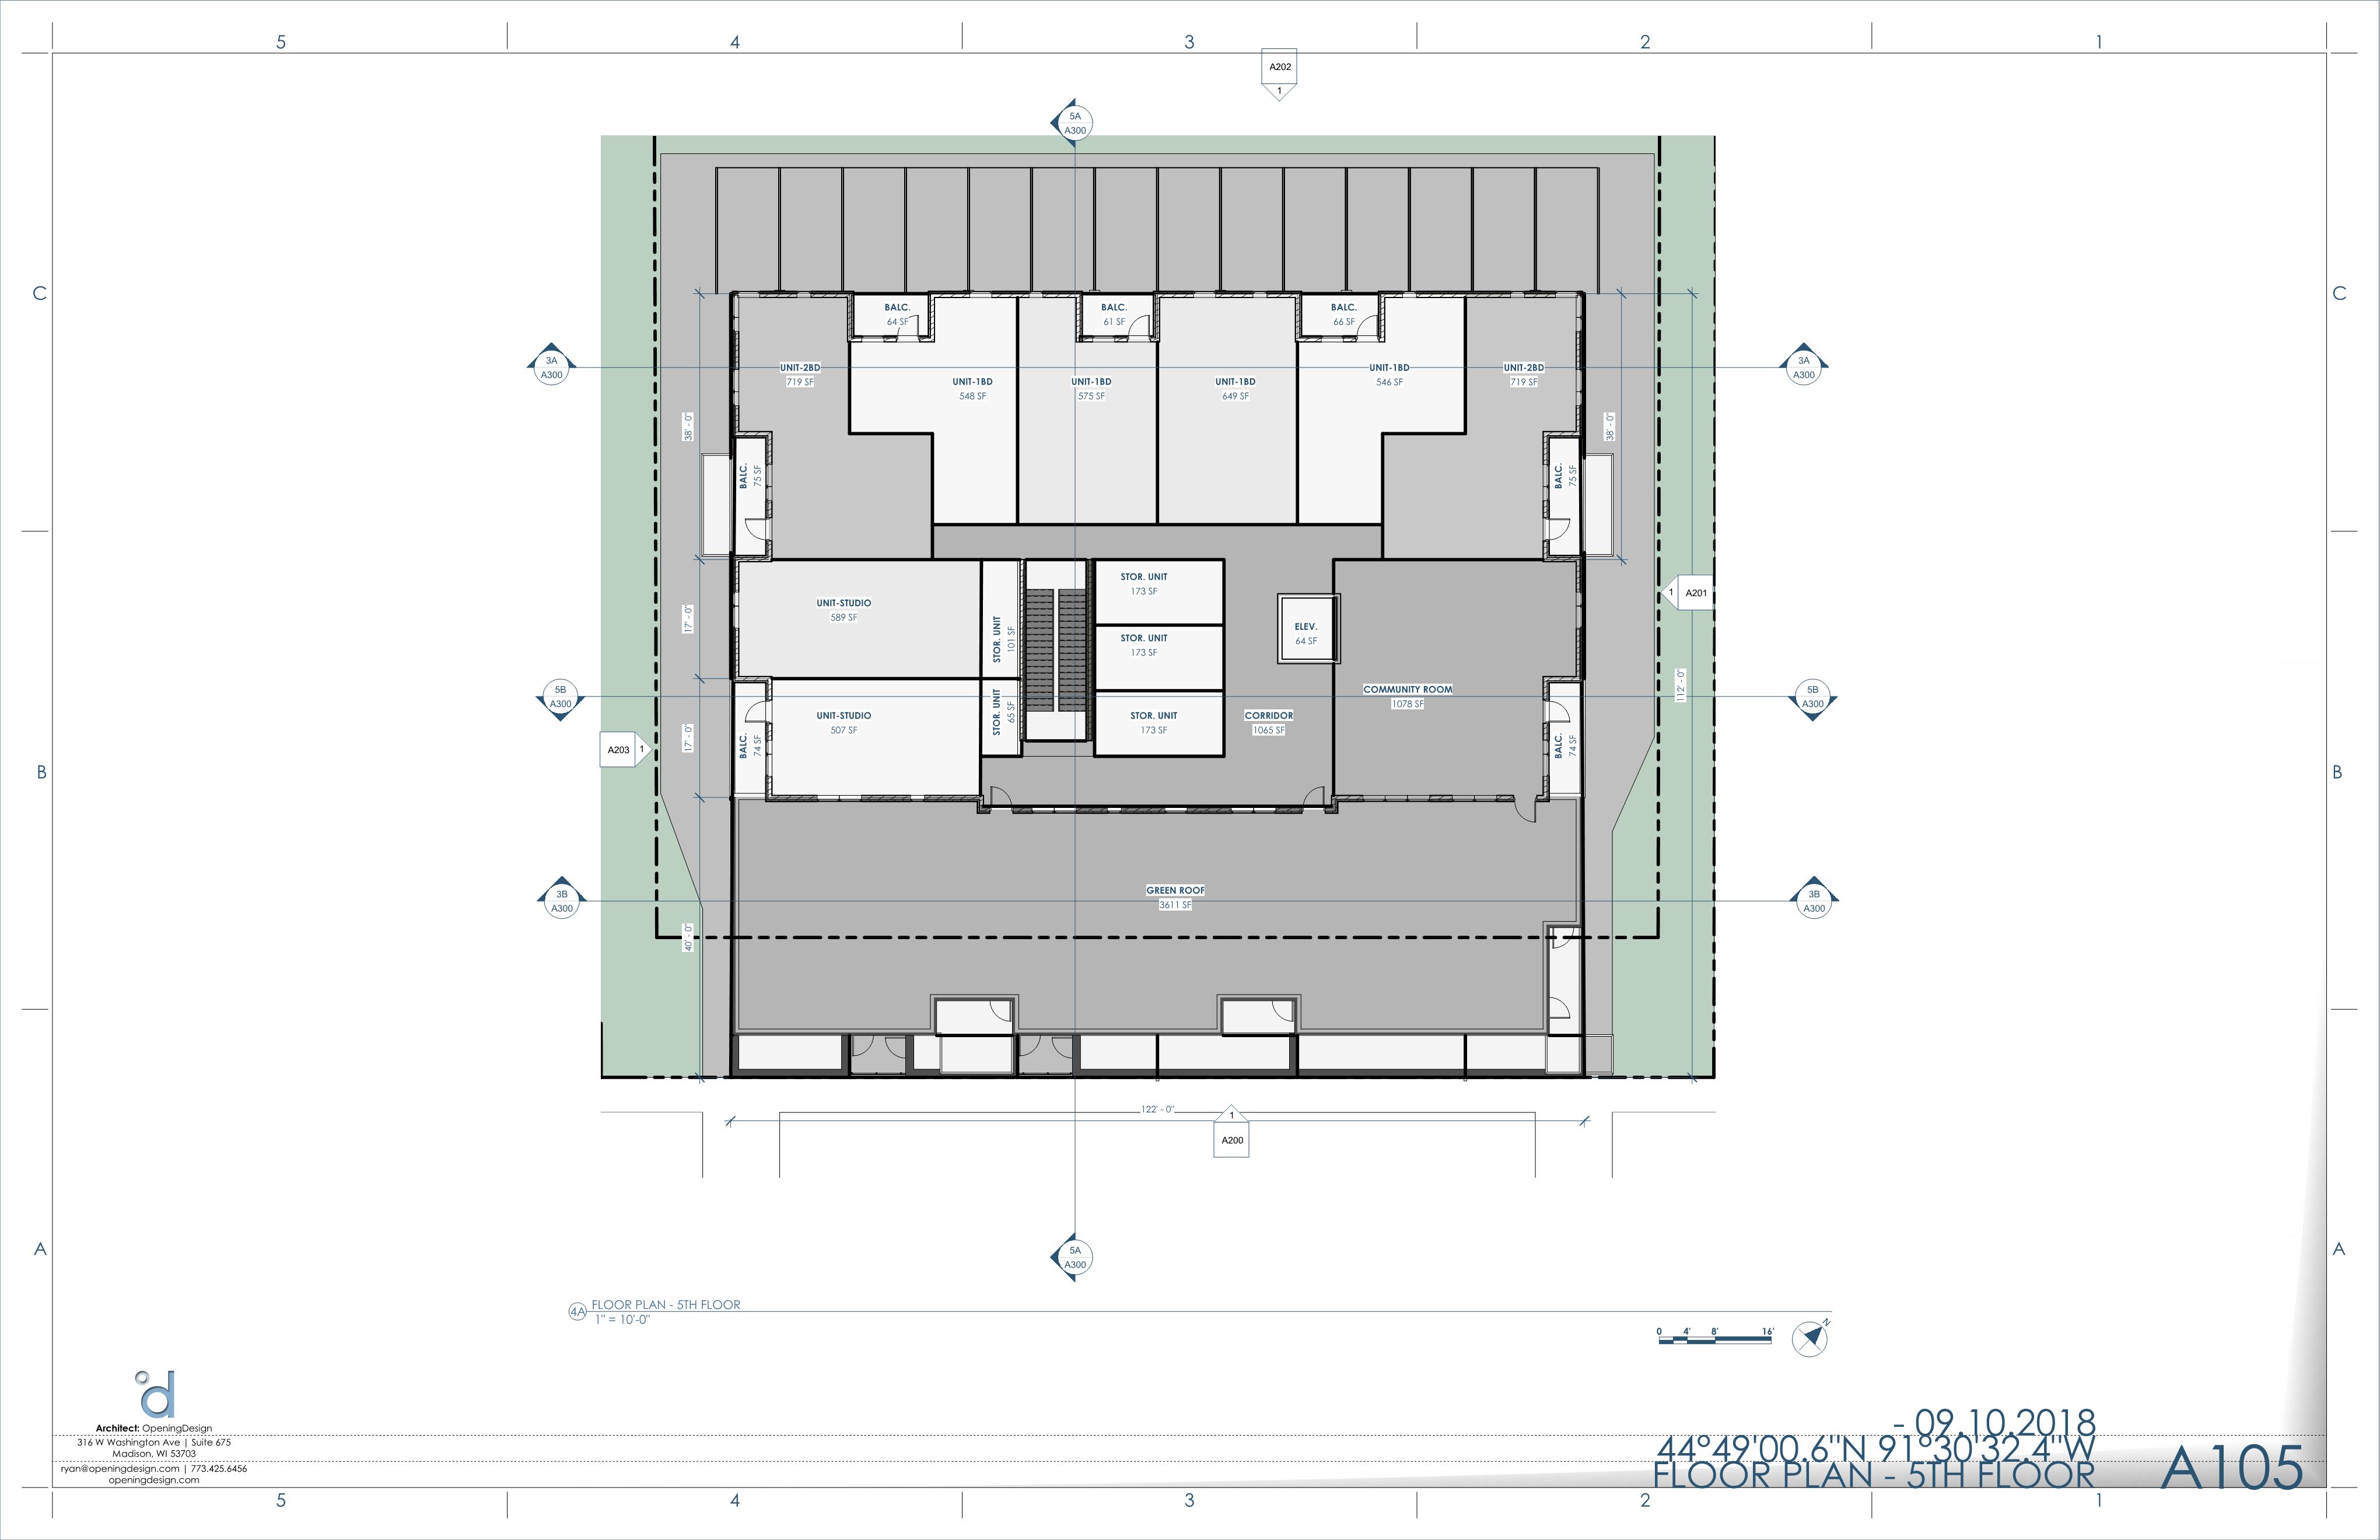 5 4 3 2 1
A202
1
5A
A300
C C
BALC.
64 SF
BALC.
61 SF
BALC.
66 SF
3A
A300
UNIT-2BD
719 SF
UNIT-1BD
548 SF
UNIT-1BD
575 SF
UNIT-1BD
649 SF
UNIT-1BD
546 SF
UNIT-2BD
719 SF
3A
A300
38' - 0"
38' - 0"
BALC.
75 SF
BALC.
75 SF
STOR. UNIT
173 SF
1 A201
UNIT-STUDIO
589 SF
17' - 0"
STOR. UNIT
101 SF
STOR. UNIT
173 SF
ELEV.
64 SF
5B
A300
COMMUNITY ROOM
1078 SF
112' - 0"
5B
A300
UNIT-STUDIO
507 SF
STOR. UNIT
65 SF
STOR. UNIT
173 SF
CORRIDOR
1065 SF
17' - 0"
BALC.
74 SF
BALC.
74 SF
A203 1
B B
GREEN ROOF
3611 SF
3B
A300
3B
A300
40' - 0"
122' - 0"
1
A200
A A
5A
A300
4A FLOOR PLAN - 5TH FLOOR
1" = 10'-0"
0 4' 8' 16'
N
d
Architect: OpeningDesign
316 W Washington Ave | Suite 675
Madison, WI 53703
ryan@openingdesign.com | 773.425.6456
openingdesign.com
- 09.10.2018
44°49'00.6"N 91°30'32.4"W
FLOOR PLAN - 5TH FLOOR
A105
5 4 3 2 1